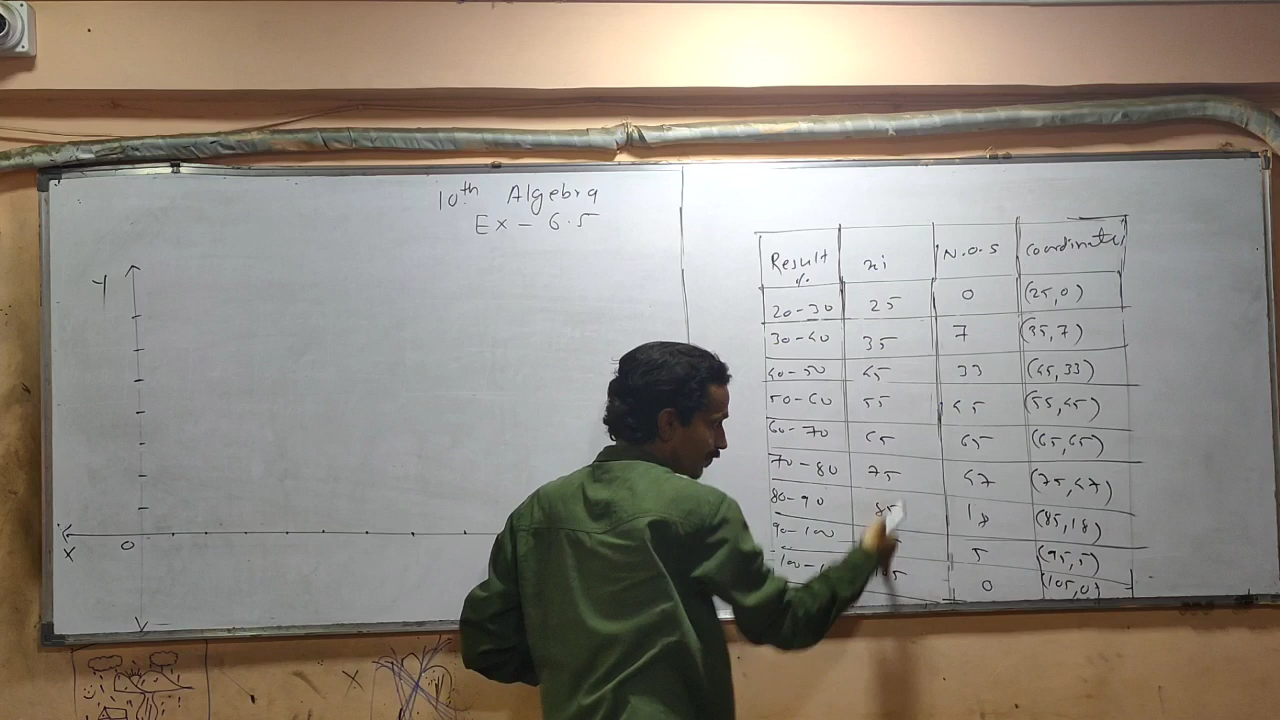 10th Algebra
Ex - 6.5
Y
X
0
Result % xi N.O.S Coordinate
20-30 25 0 (25,0)
30-40 35 7 (35,7)
40-50 45 33 (45,33)
50-60 55 45 (55,45)
60-70 65 65 (65,65)
70-80 75 47 (75,47)
80-90 85 18 (85,18)
90-100 5 (95,5)
100- 0 (105,0)
X